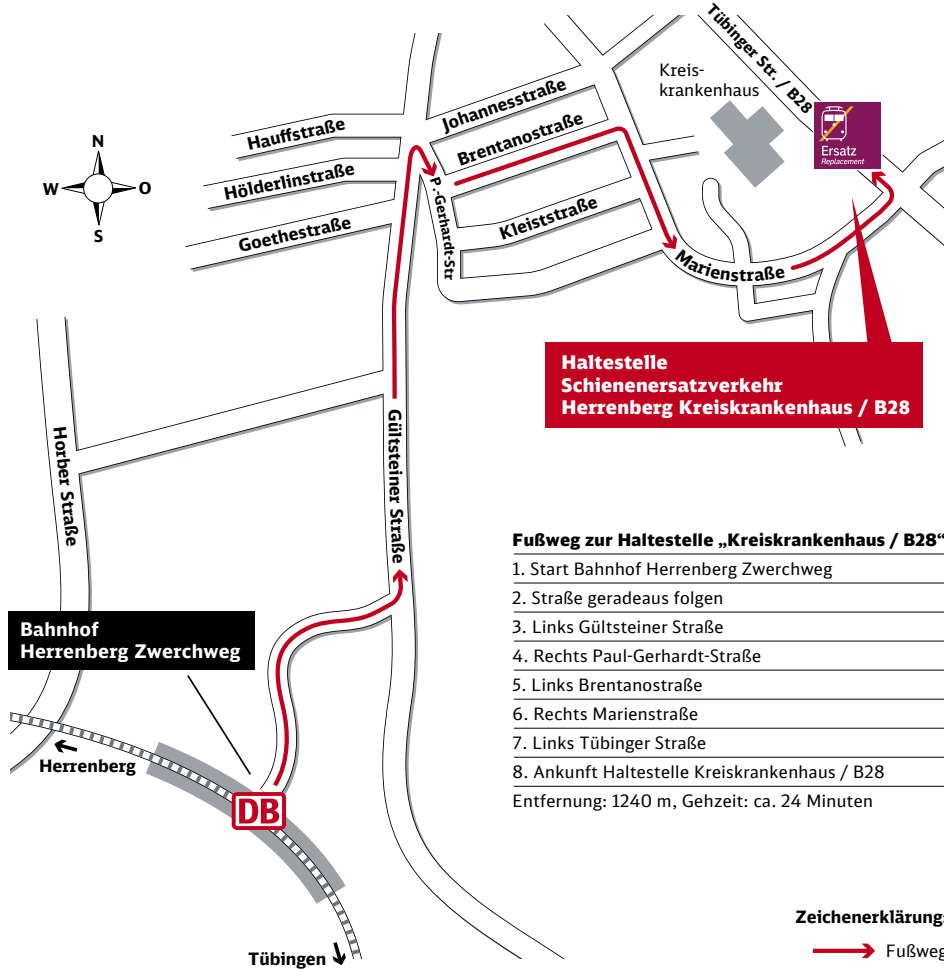 Tübinger Str. / B28
Kreis-
krankenhaus
Ersatz
Replacement
Johannesstraße
Hauffstraße
Brentanostraße
N
W
O
S
Hölderlinstraße
P.-Gerhardt-Str
Kleiststraße
Goethestraße
Marienstraße
Haltestelle
Schienenersatzverkehr
Herrenberg Kreiskrankenhaus / B28
Horber Straße
Gültsteiner Straße
Fußweg zur Haltestelle „Kreiskrankenhaus / B28“
1. Start Bahnhof Herrenberg Zwerchweg
2. Straße geradeaus folgen
3. Links Gültsteiner Straße
4. Rechts Paul-Gerhardt-Straße
5. Links Brentanostraße
6. Rechts Marienstraße
7. Links Tübinger Straße
8. Ankunft Haltestelle Kreiskrankenhaus / B28
Entfernung: 1240 m, Gehzeit: ca. 24 Minuten
Bahnhof
Herrenberg Zwerchweg
Herrenberg
DB
Tübingen
Zeichenerklärung:
Fußweg